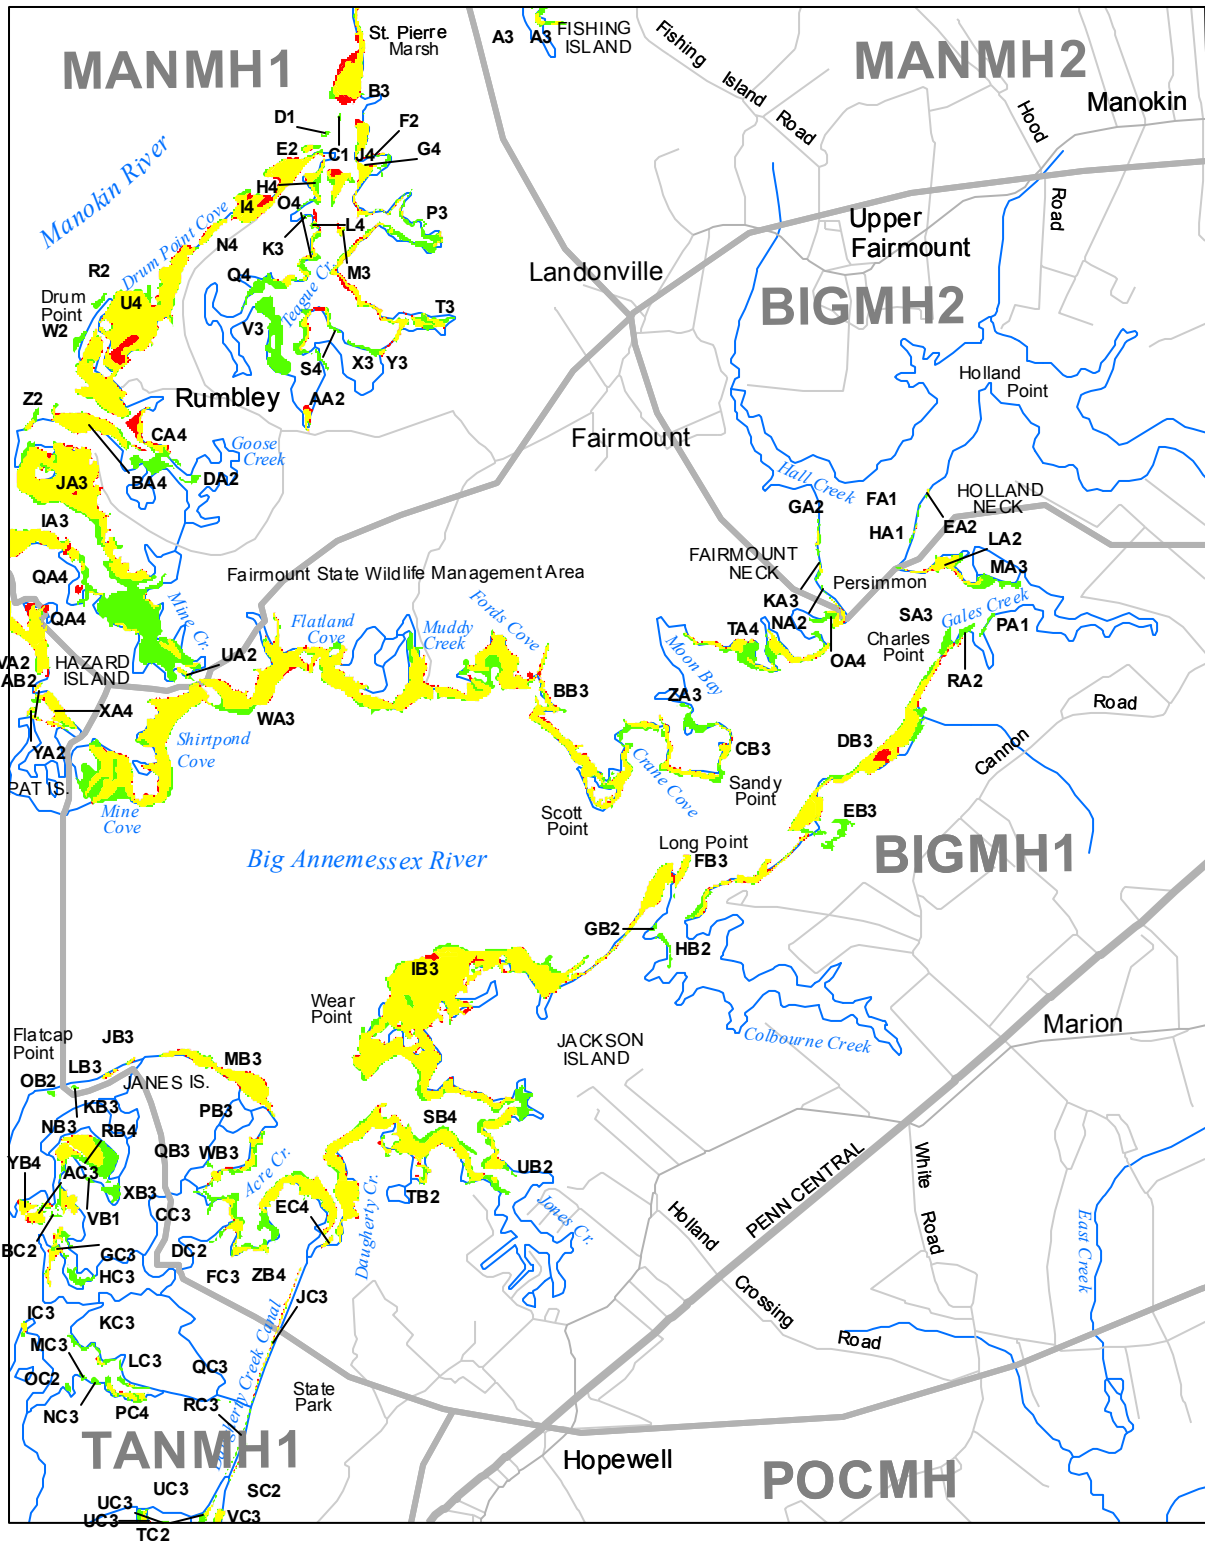 St. Pierre
Marsh
A3
A3
FISHING
ISLAND
MANMH1
MANMH2
Fishing
Island
Road
Hood
Road
Manokin
B3
D1
F2
E2
C1
J4
G4
Manokin River
H4
I4
O4
P3
L4
N4
K3
M3
Drum Point Cove
Upper
Fairmount
Landonville
R2
Q4
Teague Cr.
Drum
Point
U4
W2
V3
T3
BIGMH2
S4
X3
Y3
Holland
Point
Rumbley
AA2
Z2
CA4
Goose
Creek
Fairmount
JA3
BA4
DA2
Hall Creek
GA2
FA1
HOLLAND
NECK
IA3
EA2
HA1
LA2
FAIRMOUNT
NECK
MA3
QA4
Fairmount State Wildlife Management Area
Persimmon
KA3
QA4
Mine Cr.
Flatland
Cove
Muddy
Creek
Fords Cove
TA4
NA2
SA3
Gales Creek
PA1
Charles
Point
OA4
VA2
AB2
HAZARD
ISLAND
UA2
Moon Bay
RA2
XA4
WA3
BB3
ZA3
Road
YA2
Shirtpond
Cove
CB3
DB3
Cannon
PAT IS.
Mine
Cove
Crane Cove
Sandy
Point
Scott
Point
EB3
Big Annemessex River
Long Point
FB3
BIGMH1
GB2
HB2
IB3
Wear
Point
Colbourne Creek
Marion
Flatcap
Point
JB3
JACKSON
ISLAND
LB3
MB3
OB2
JANES IS.
KB3
PB3
NB3
RB4
SB4
QB3
WB3
YB4
AC3
Acre Cr.
UB2
XB3
TB2
VB1
CC3
EC4
Daugherty Cr.
Jones Cr.
PENN CENTRAL
White
Road
East Creek
BC2
GC3
DC2
HC3
FC3
ZB4
Holland
Crossing
Road
JC3
IC3
KC3
MC3
LC3
QC3
OC2
Daugherty Creek Canal
State
Park
NC3
PC4
RC3
TANMH1
Hopewell
POCMH
UC3
SC2
UC3
UC3
VC3
TC2